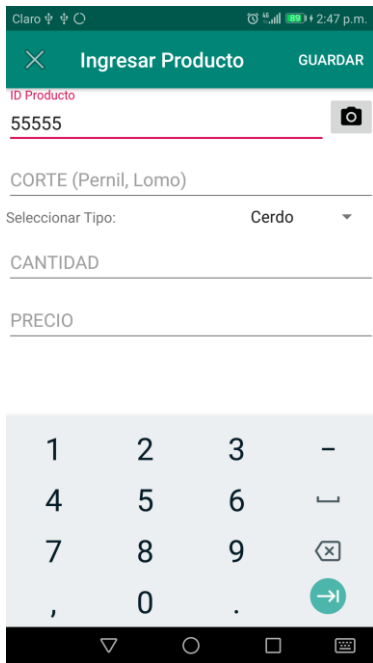 Claro 89 2:47 p.m.
Ingresar Producto GUARDAR
ID Producto
55555
CORTE (Pernil, Lomo)
Seleccionar Tipo: Cerdo
CANTIDAD
PRECIO
1 2 3 -
4 5 6
7 8 9
, 0 .